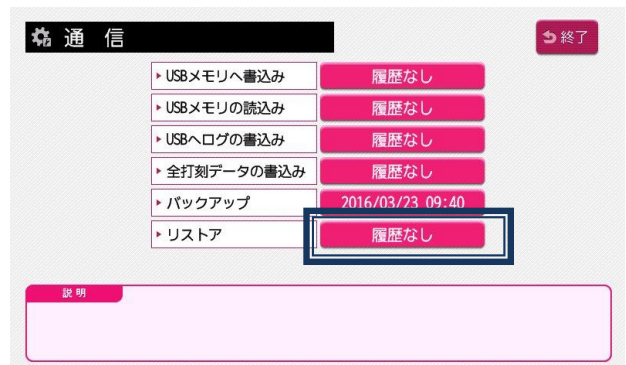 通 信
終了
USBメモリへ書込み 履歴なし
USBメモリの読込み 履歴なし
USBへログの書込み 履歴なし
全打刻データの書込み 履歴なし
バックアップ 2016/03/23 09:40
リストア 履歴なし
説明